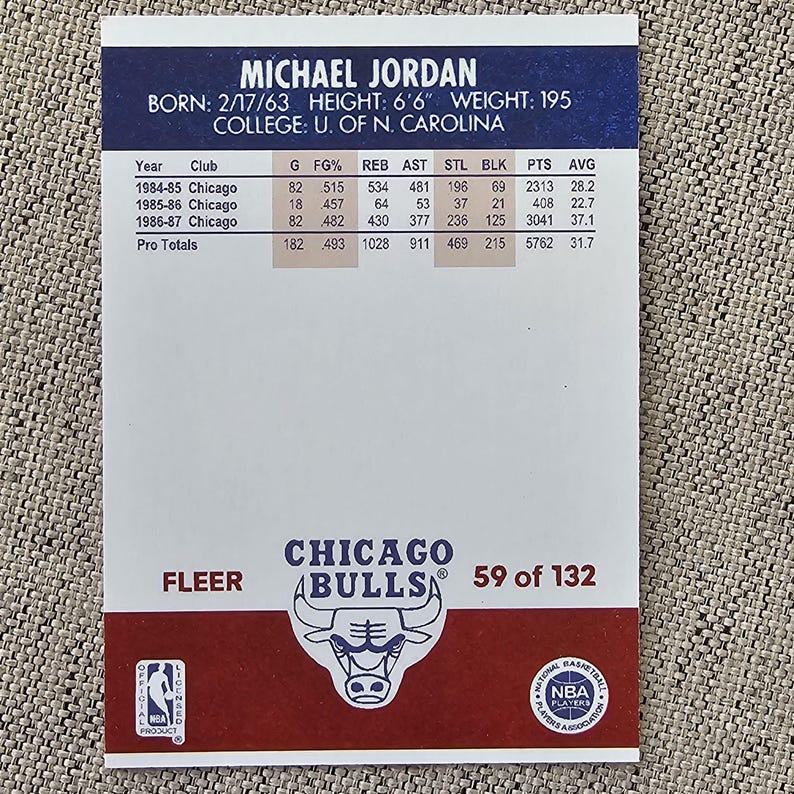 MICHAEL JORDAN
BORN: 2/17/63 HEIGHT: 6'6" WEIGHT: 195
COLLEGE: U. OF N. CAROLINA
Year Club G FG% REB AST STL BLK PTS AVG
1984-85 Chicago 82 .515 534 481 196 69 2313 28.2
1985-86 Chicago 18 .457 64 53 37 21 408 22.7
1986-87 Chicago 82 .482 430 377 236 125 3041 37.1
Pro Totals 182 .493 1028 911 469 215 5762 31.7
CHICAGO
BULLS®
FLEER
59 of 132
OFFICIAL
LICENSED
NBA
PRODUCT ®
NATIONAL BASKETBALL
NBA
PLAYERS
PLAYERS ASSOCIATION